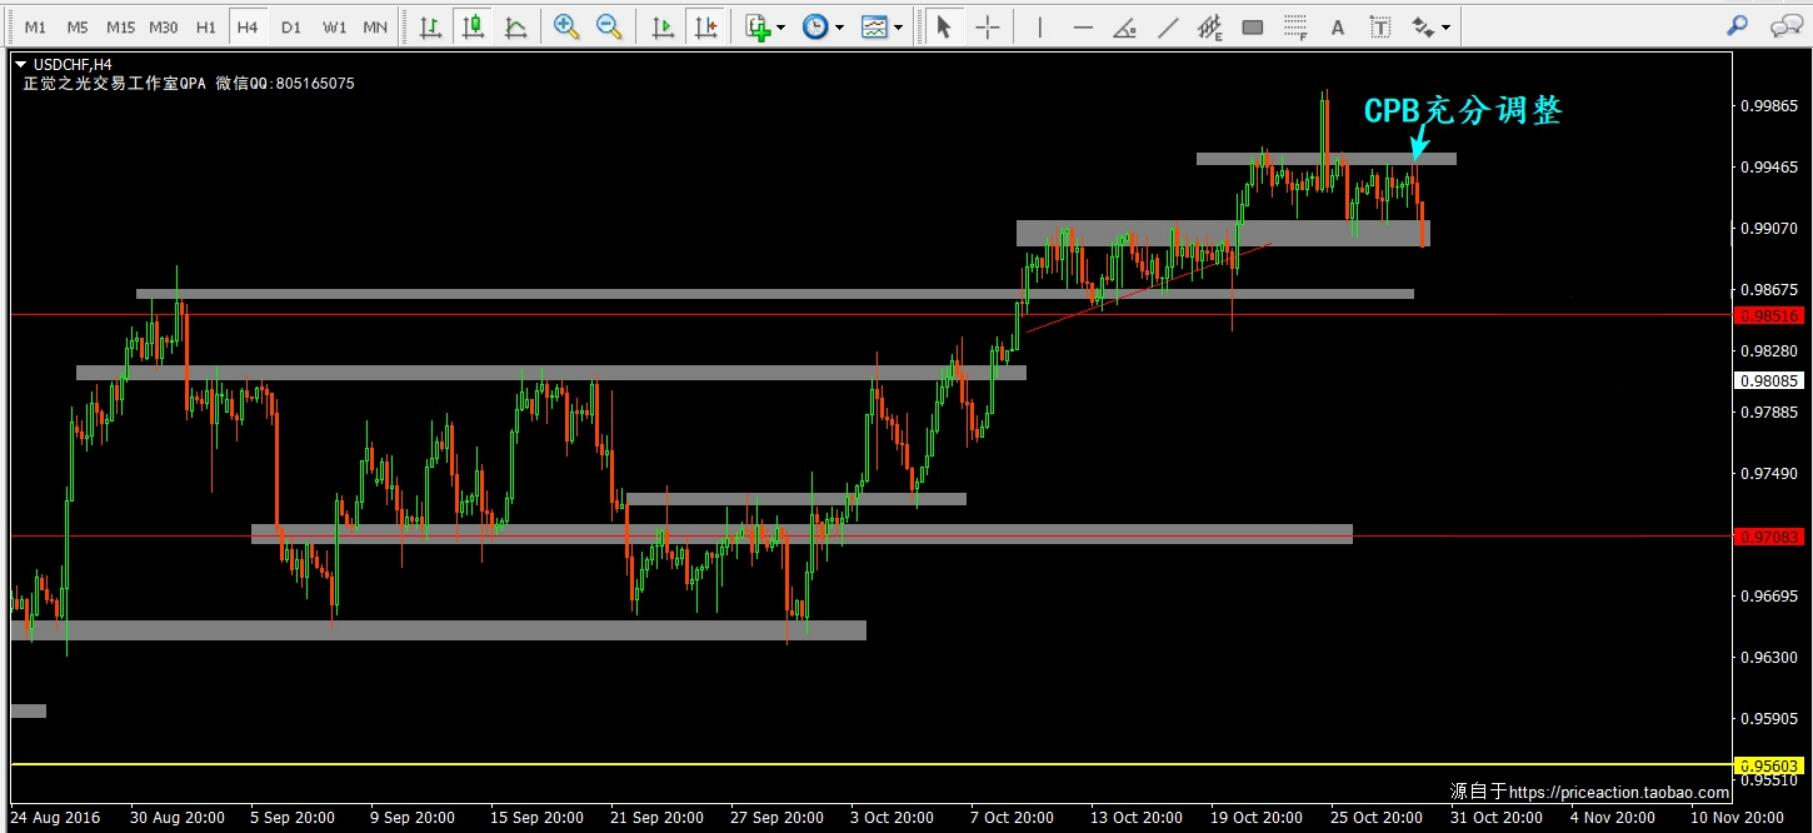 M1 M5 M15 M30 H1 H4 D1 W1 MN E F A T
USDCHF,H4
正觉之光交易工作室QPA 微信QQ:805165075
CPB充分调整
0.99865
0.99465
0.99070
0.98675
0.98516
0.98280
0.98085
0.97885
0.97490
0.97083
0.96695
0.96300
0.95905
0.95603
0.95510
源自于https://priceaction.taobao.com
24 Aug 2016 30 Aug 20:00 5 Sep 20:00 9 Sep 20:00 15 Sep 20:00 21 Sep 20:00 27 Sep 20:00 3 Oct 20:00 7 Oct 20:00 13 Oct 20:00 19 Oct 20:00 25 Oct 20:00 31 Oct 20:00 4 Nov 20:00 10 Nov 20:00